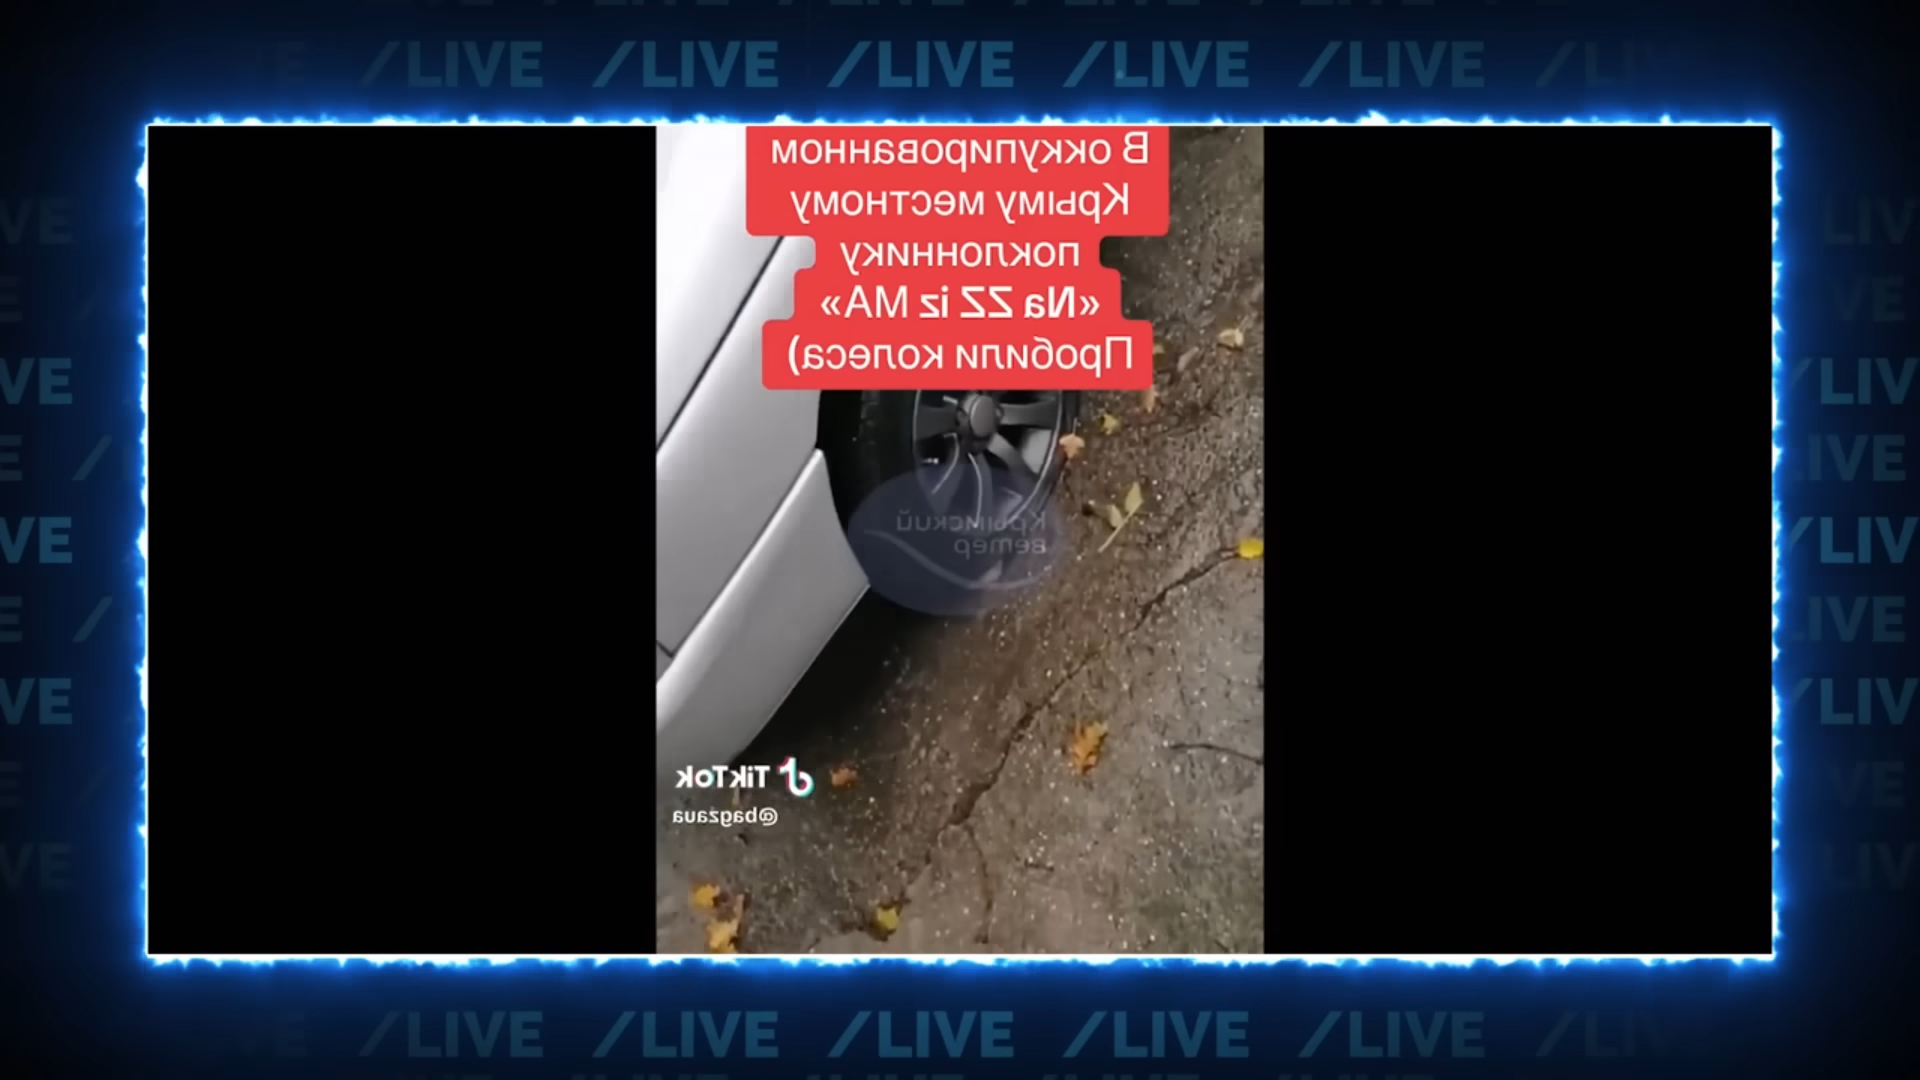 /LIVE /LIVE /LIVE /LIVE /LIVE
В оккупированном
Крыму местному
поклоннику
«Na ZZ iz MA»
Пробили колеса)
Крымский
ветер
TikTok
@bagzaua
/LIVE /LIVE /LIVE /LIVE /LIVE